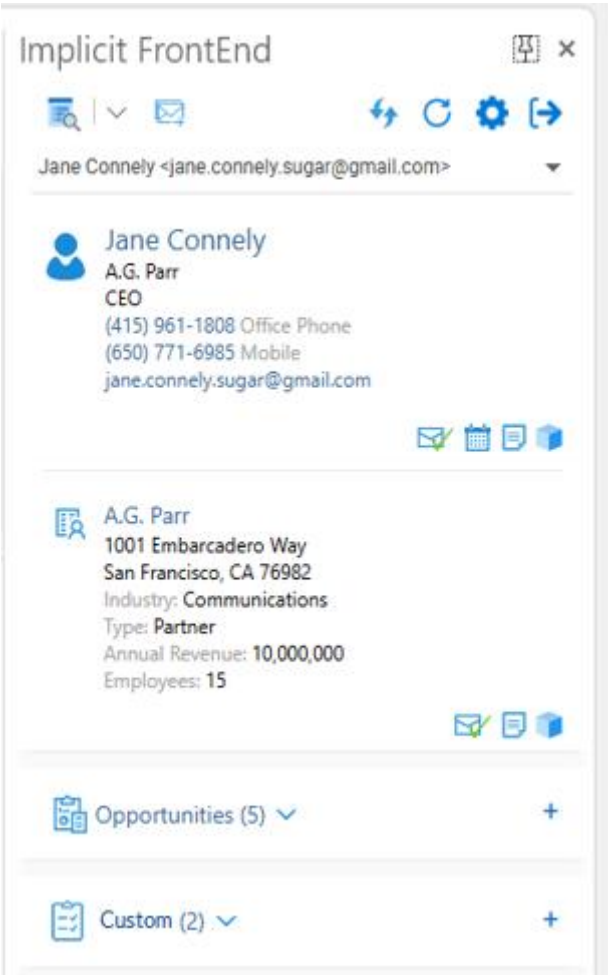 Implicit FrontEnd
Jane Connely <jane.connely.sugar@gmail.com>
Jane Connely
A.G. Parr
CEO
(415) 961-1808 Office Phone
(650) 771-6985 Mobile
jane.connely.sugar@gmail.com
A.G. Parr
1001 Embarcadero Way
San Francisco, CA 76982
Industry: Communications
Type: Partner
Annual Revenue: 10,000,000
Employees: 15
Opportunities (5)
Custom (2)